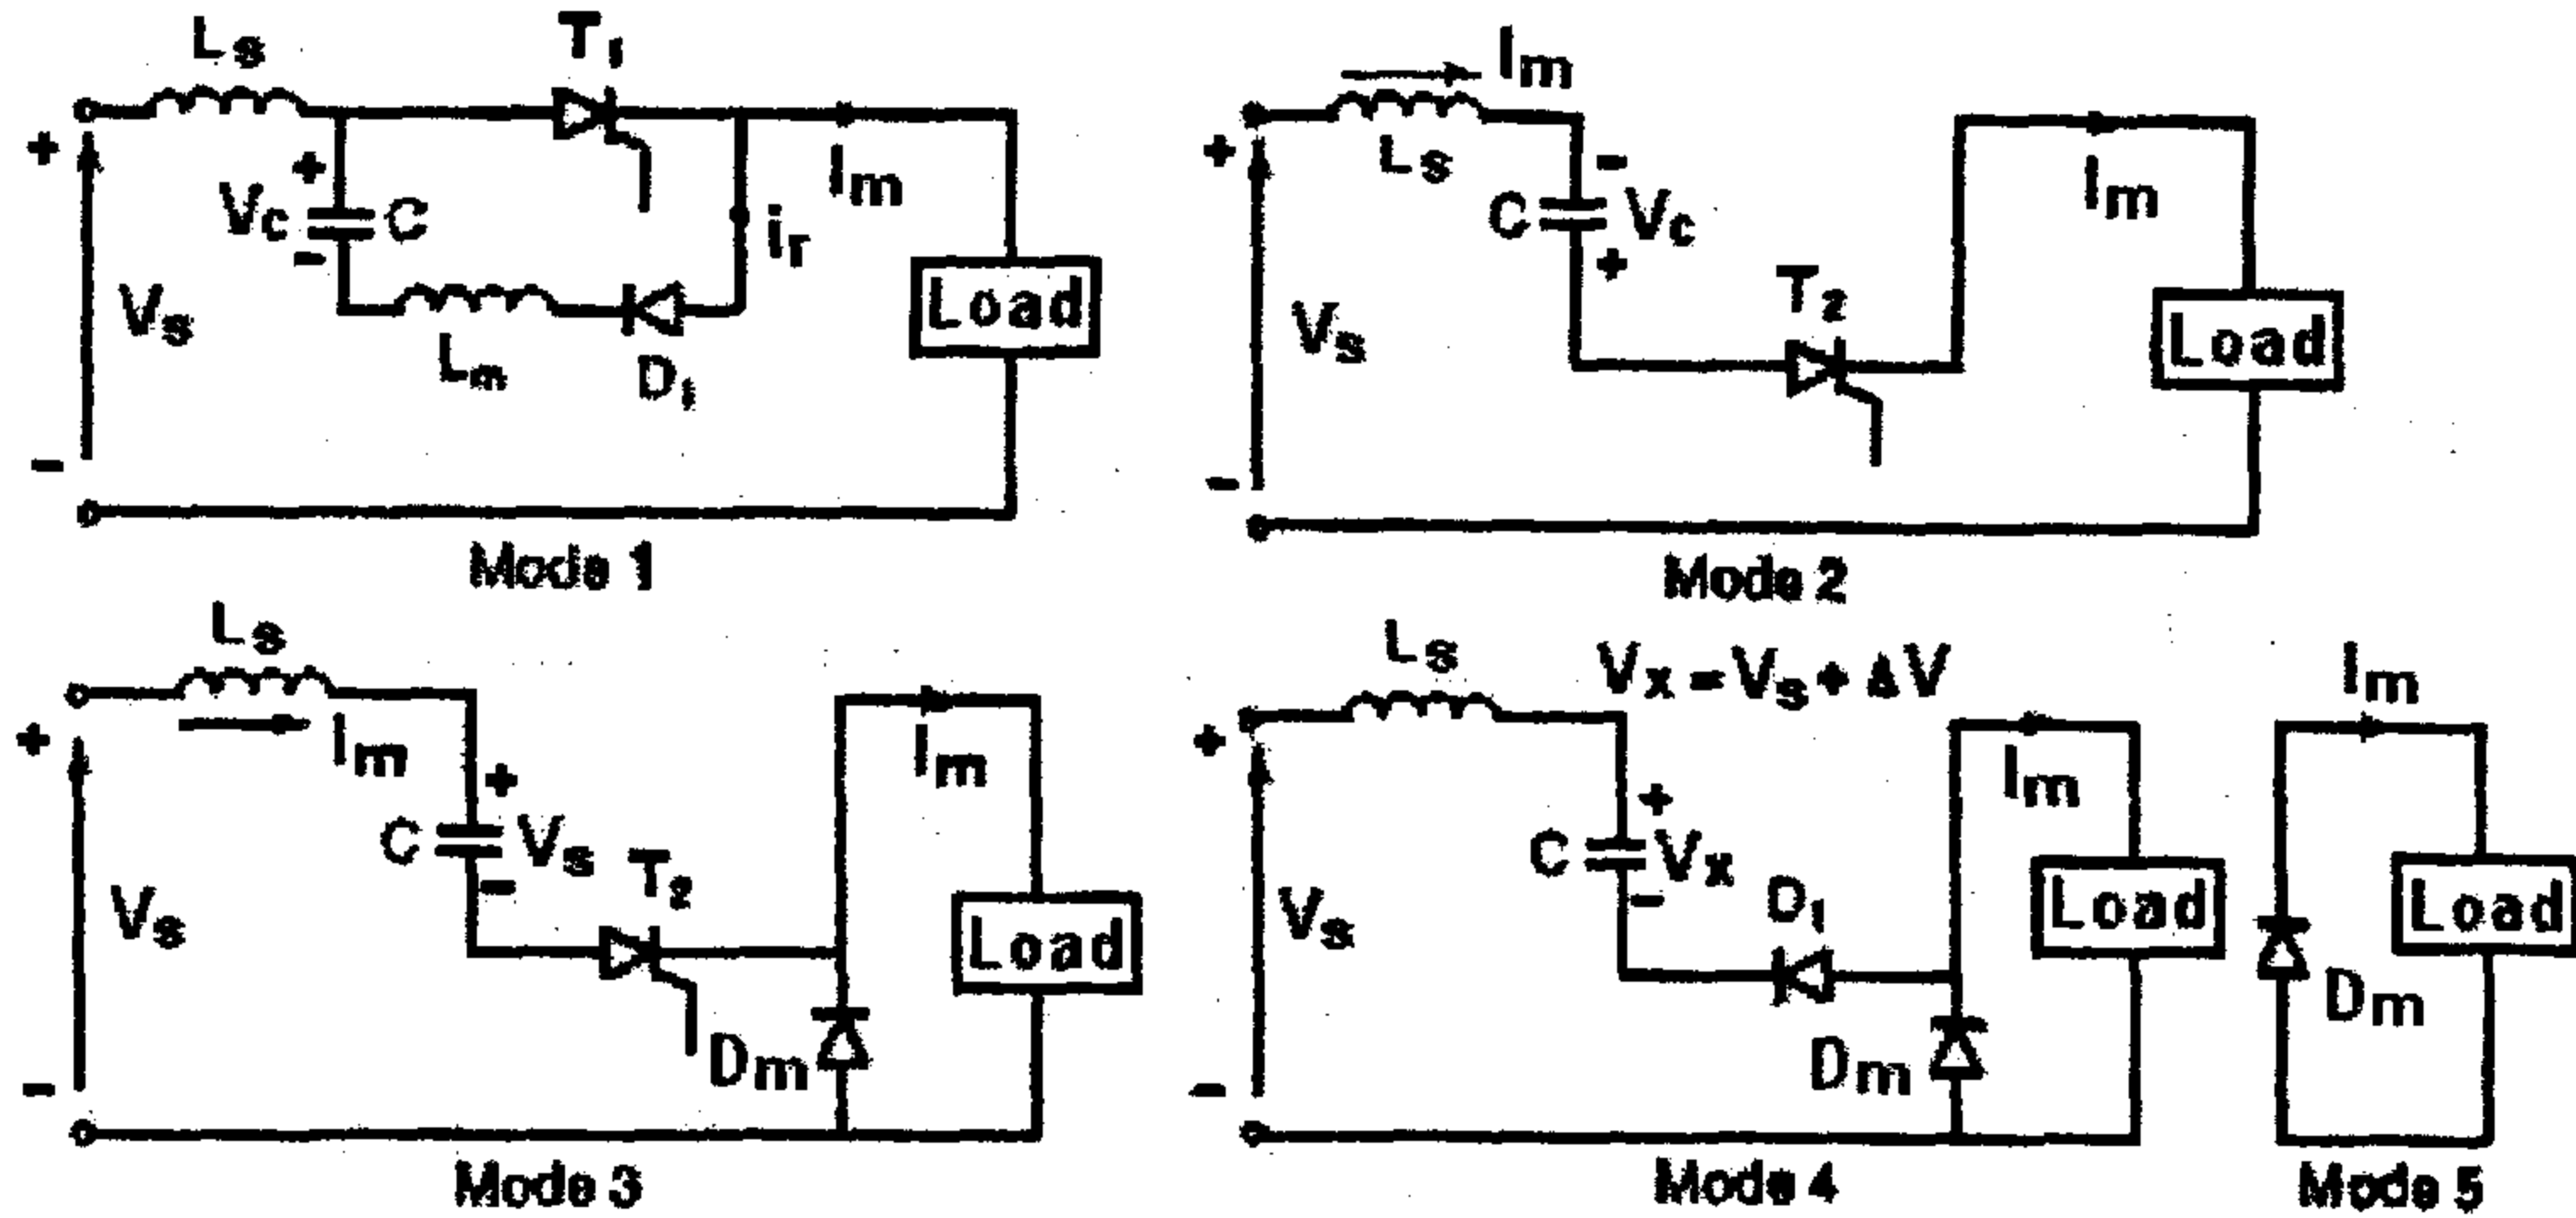 Ls
T1
+
Vs
-
+
Vc
-
C
Lm
D1
ir
Im
Load
Mode 1
Im
Ls
+
Vs
-
C
-
Vc
+
T2
Im
Load
Mode 2
Ls
Im
+
Vs
-
C
+
Vs
-
T2
Dm
Im
Load
Mode 3
Ls
Vx = Vs + ΔV
+
Vs
-
C
+
Vx
-
D1
Dm
Im
Load
Mode 4
Im
Dm
Load
Mode 5